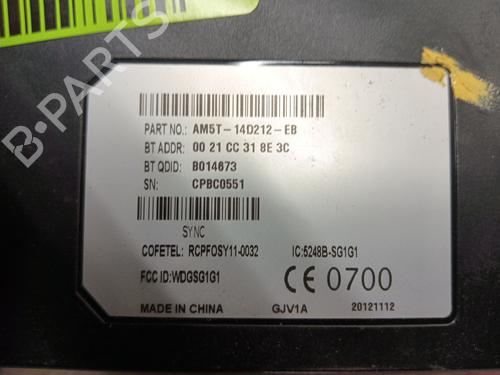 B-PARTS
PART NO.: AM5T-14D212-EB
BT ADDR: 00 21 CC 31 8E 3C
BT QDID: B014673
SN: CPBC0551
SYNC
COFETEL: RCPFOSY11-0032 IC:5248B-SG1G1
FCC ID:WDGSG1G1 CE 0700
MADE IN CHINA GJV1A 20121112